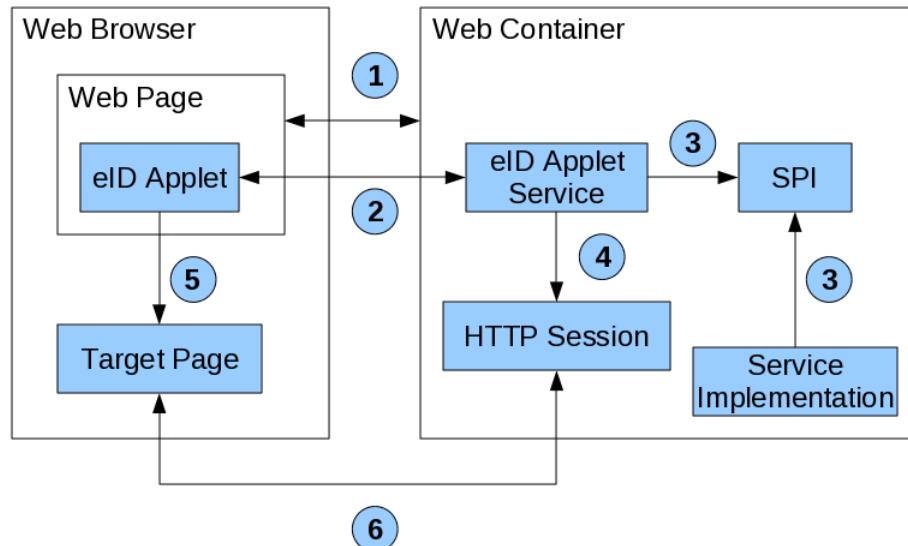 Web Browser
Web Container
Web Page
1
eID Applet
2
eID Applet
Service
3
SPI
4
3
5
Target Page
HTTP Session
Service
Implementation
6